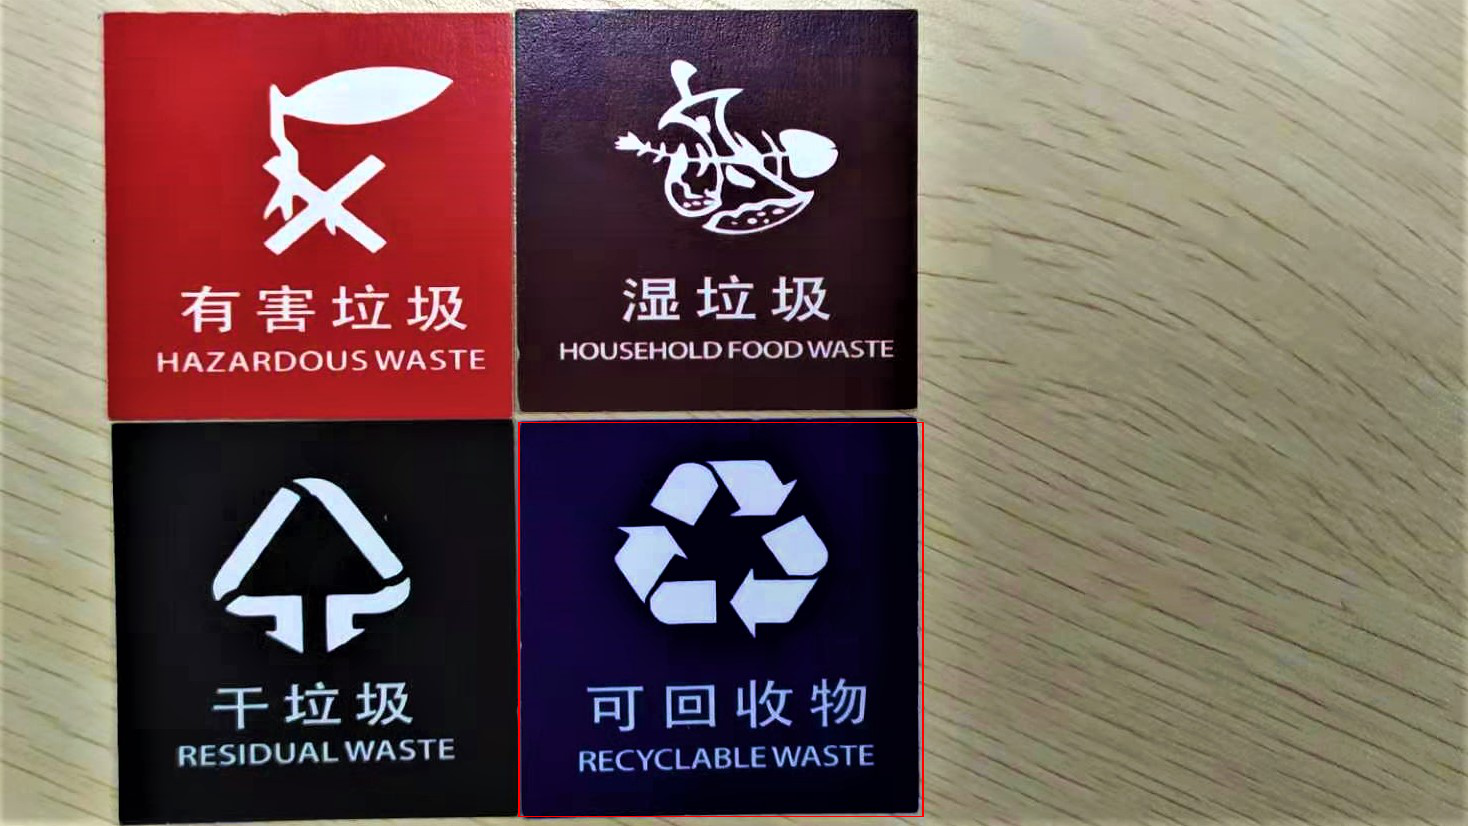 有害垃圾
HAZARDOUS WASTE
湿垃圾
HOUSEHOLD FOOD WASTE
干垃圾
RESIDUAL WASTE
可回收物
RECYCLABLE WASTE